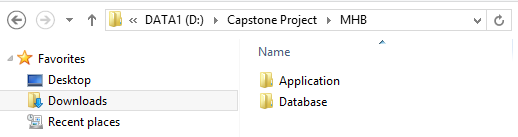 DATA1 (D:) Capstone Project MHB
Name
Favorites
Desktop
Downloads
Recent places
Application
Database